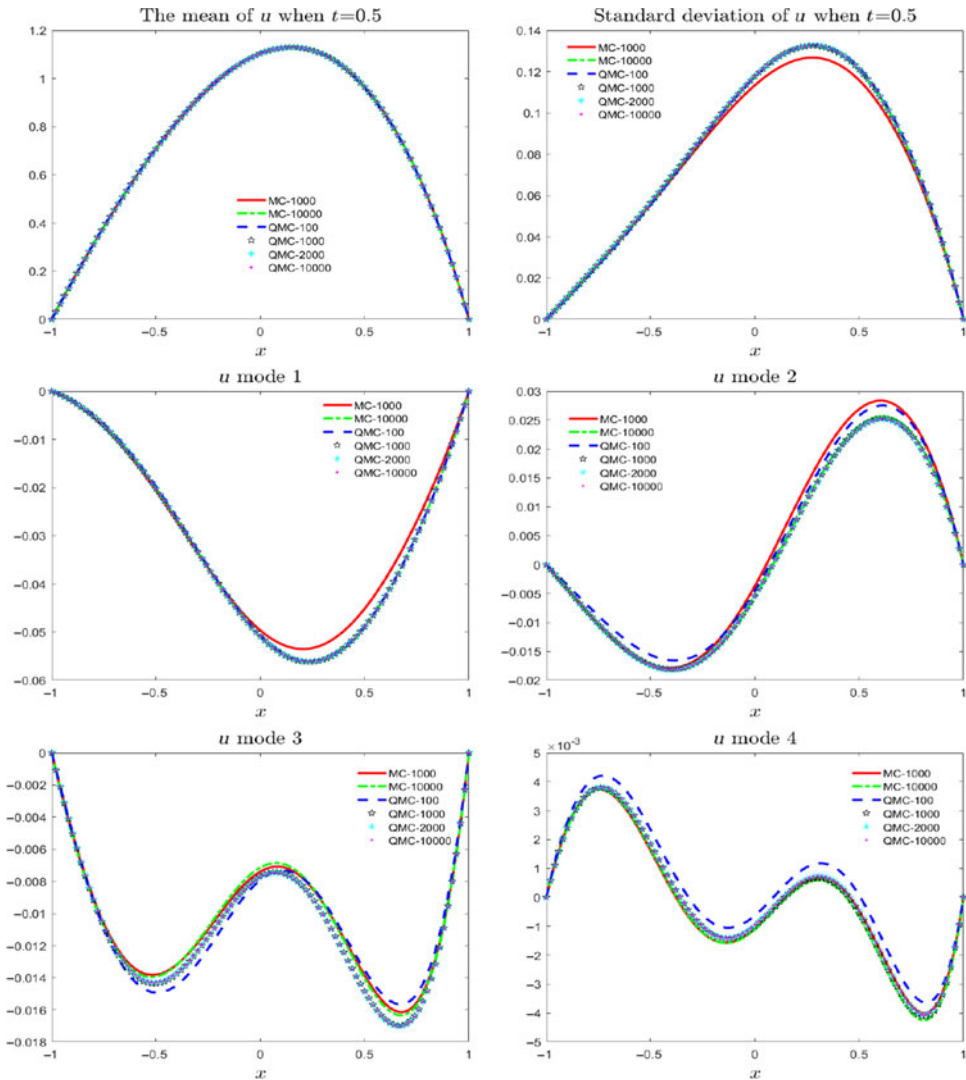 The mean of u when t=0.5
1.2
1
0.8
0.6
0.4
0.2
0
MC-1000
MC-10000
QMC-100
QMC-1000
QMC-2000
QMC-10000
-1
-0.5
0
0.5
1
x
Standard deviation of u when t=0.5
0.14
0.12
0.1
0.08
0.06
0.04
0.02
0
MC-1000
MC-10000
QMC-100
QMC-1000
QMC-2000
QMC-10000
-1
-0.5
0
0.5
1
x
u mode 1
0
-0.01
-0.02
-0.03
-0.04
-0.05
-0.06
MC-1000
MC-10000
QMC-100
QMC-1000
QMC-2000
QMC-10000
-1
-0.5
0
0.5
1
x
u mode 2
0.03
0.025
0.02
0.015
0.01
0.005
0
-0.005
-0.01
-0.015
-0.02
MC-1000
MC-10000
QMC-100
QMC-1000
QMC-2000
QMC-10000
-1
-0.5
0
0.5
1
x
u mode 3
0
-0.002
-0.004
-0.006
-0.008
-0.01
-0.012
-0.014
-0.016
-0.018
MC-1000
MC-10000
QMC-100
QMC-1000
QMC-2000
QMC-10000
-1
-0.5
0
0.5
1
x
u mode 4
×10⁻³
5
4
3
2
1
0
-1
-2
-3
-4
-5
MC-1000
MC-10000
QMC-100
QMC-1000
QMC-2000
QMC-10000
-1
-0.5
0
0.5
1
x